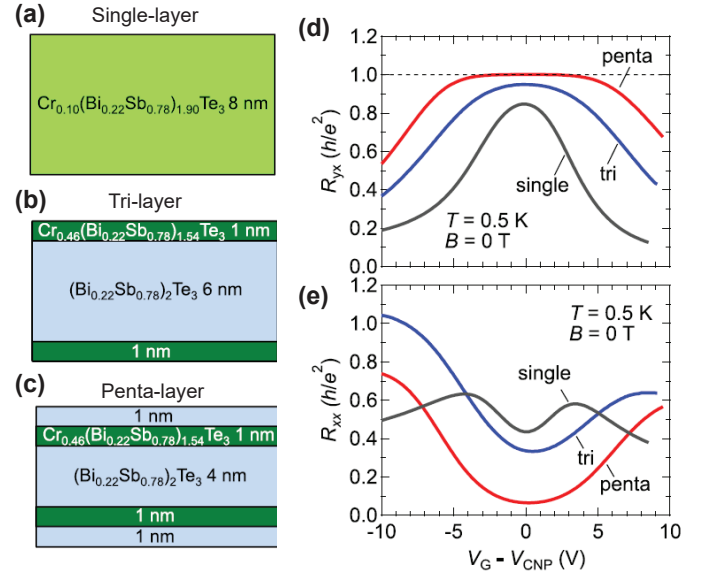 (a) Single-layer
Cr0.10(Bi0.22Sb0.78)1.90Te3 8 nm
(b) Tri-layer
Cr0.46(Bi0.22Sb0.78)1.54Te3 1 nm
(Bi0.22Sb0.78)2Te3 6 nm
1 nm
(c) Penta-layer
1 nm
Cr0.46(Bi0.22Sb0.78)1.54Te3 1 nm
(Bi0.22Sb0.78)2Te3 4 nm
1 nm
1 nm
(d)
Ryx (h/e2)
1.2
1.0
0.8
0.6
0.4
0.2
0.0
penta
tri
single
T = 0.5 K
B = 0 T
(e)
Rxx (h/e2)
1.2
1.0
0.8
0.6
0.4
0.2
0.0
T = 0.5 K
B = 0 T
single
tri
penta
-10 -5 0 5 10
VG - VCNP (V)